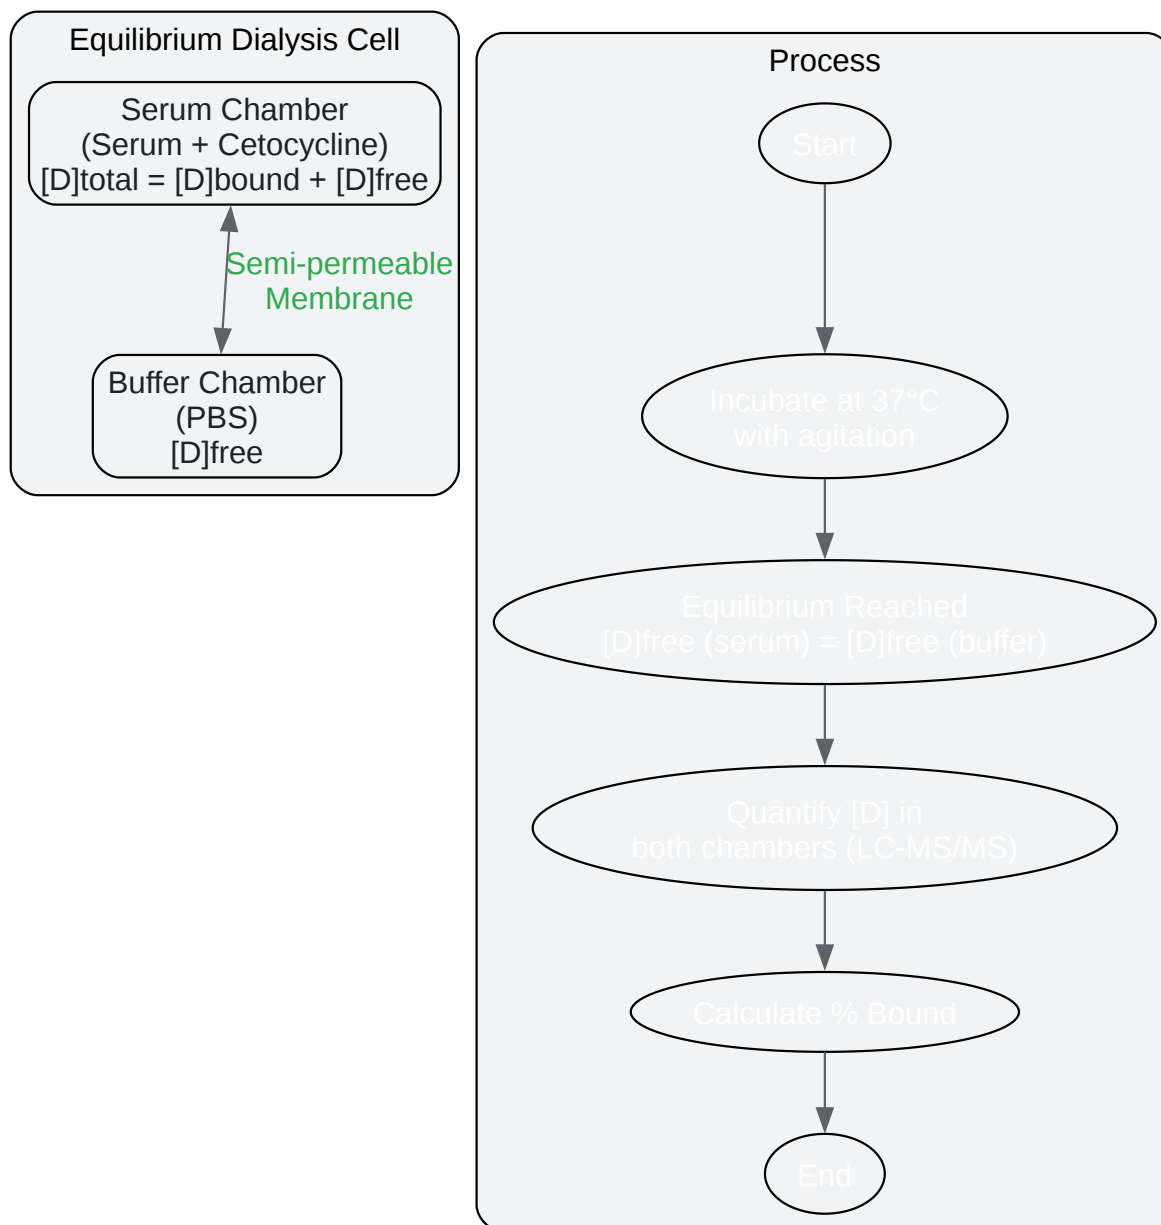 Equilibrium Dialysis Cell
Serum Chamber
(Serum + Cetocycline)
[D]total = [D]bound + [D]free
Semi-permeable
Membrane
Buffer Chamber
(PBS)
[D]free
Process
Start
Incubate at 37°C
with agitation
Equilibrium Reached
[D]free (serum) = [D]free (buffer)
Quantify [D] in
both chambers (LC-MS/MS)
Calculate % Bound
End